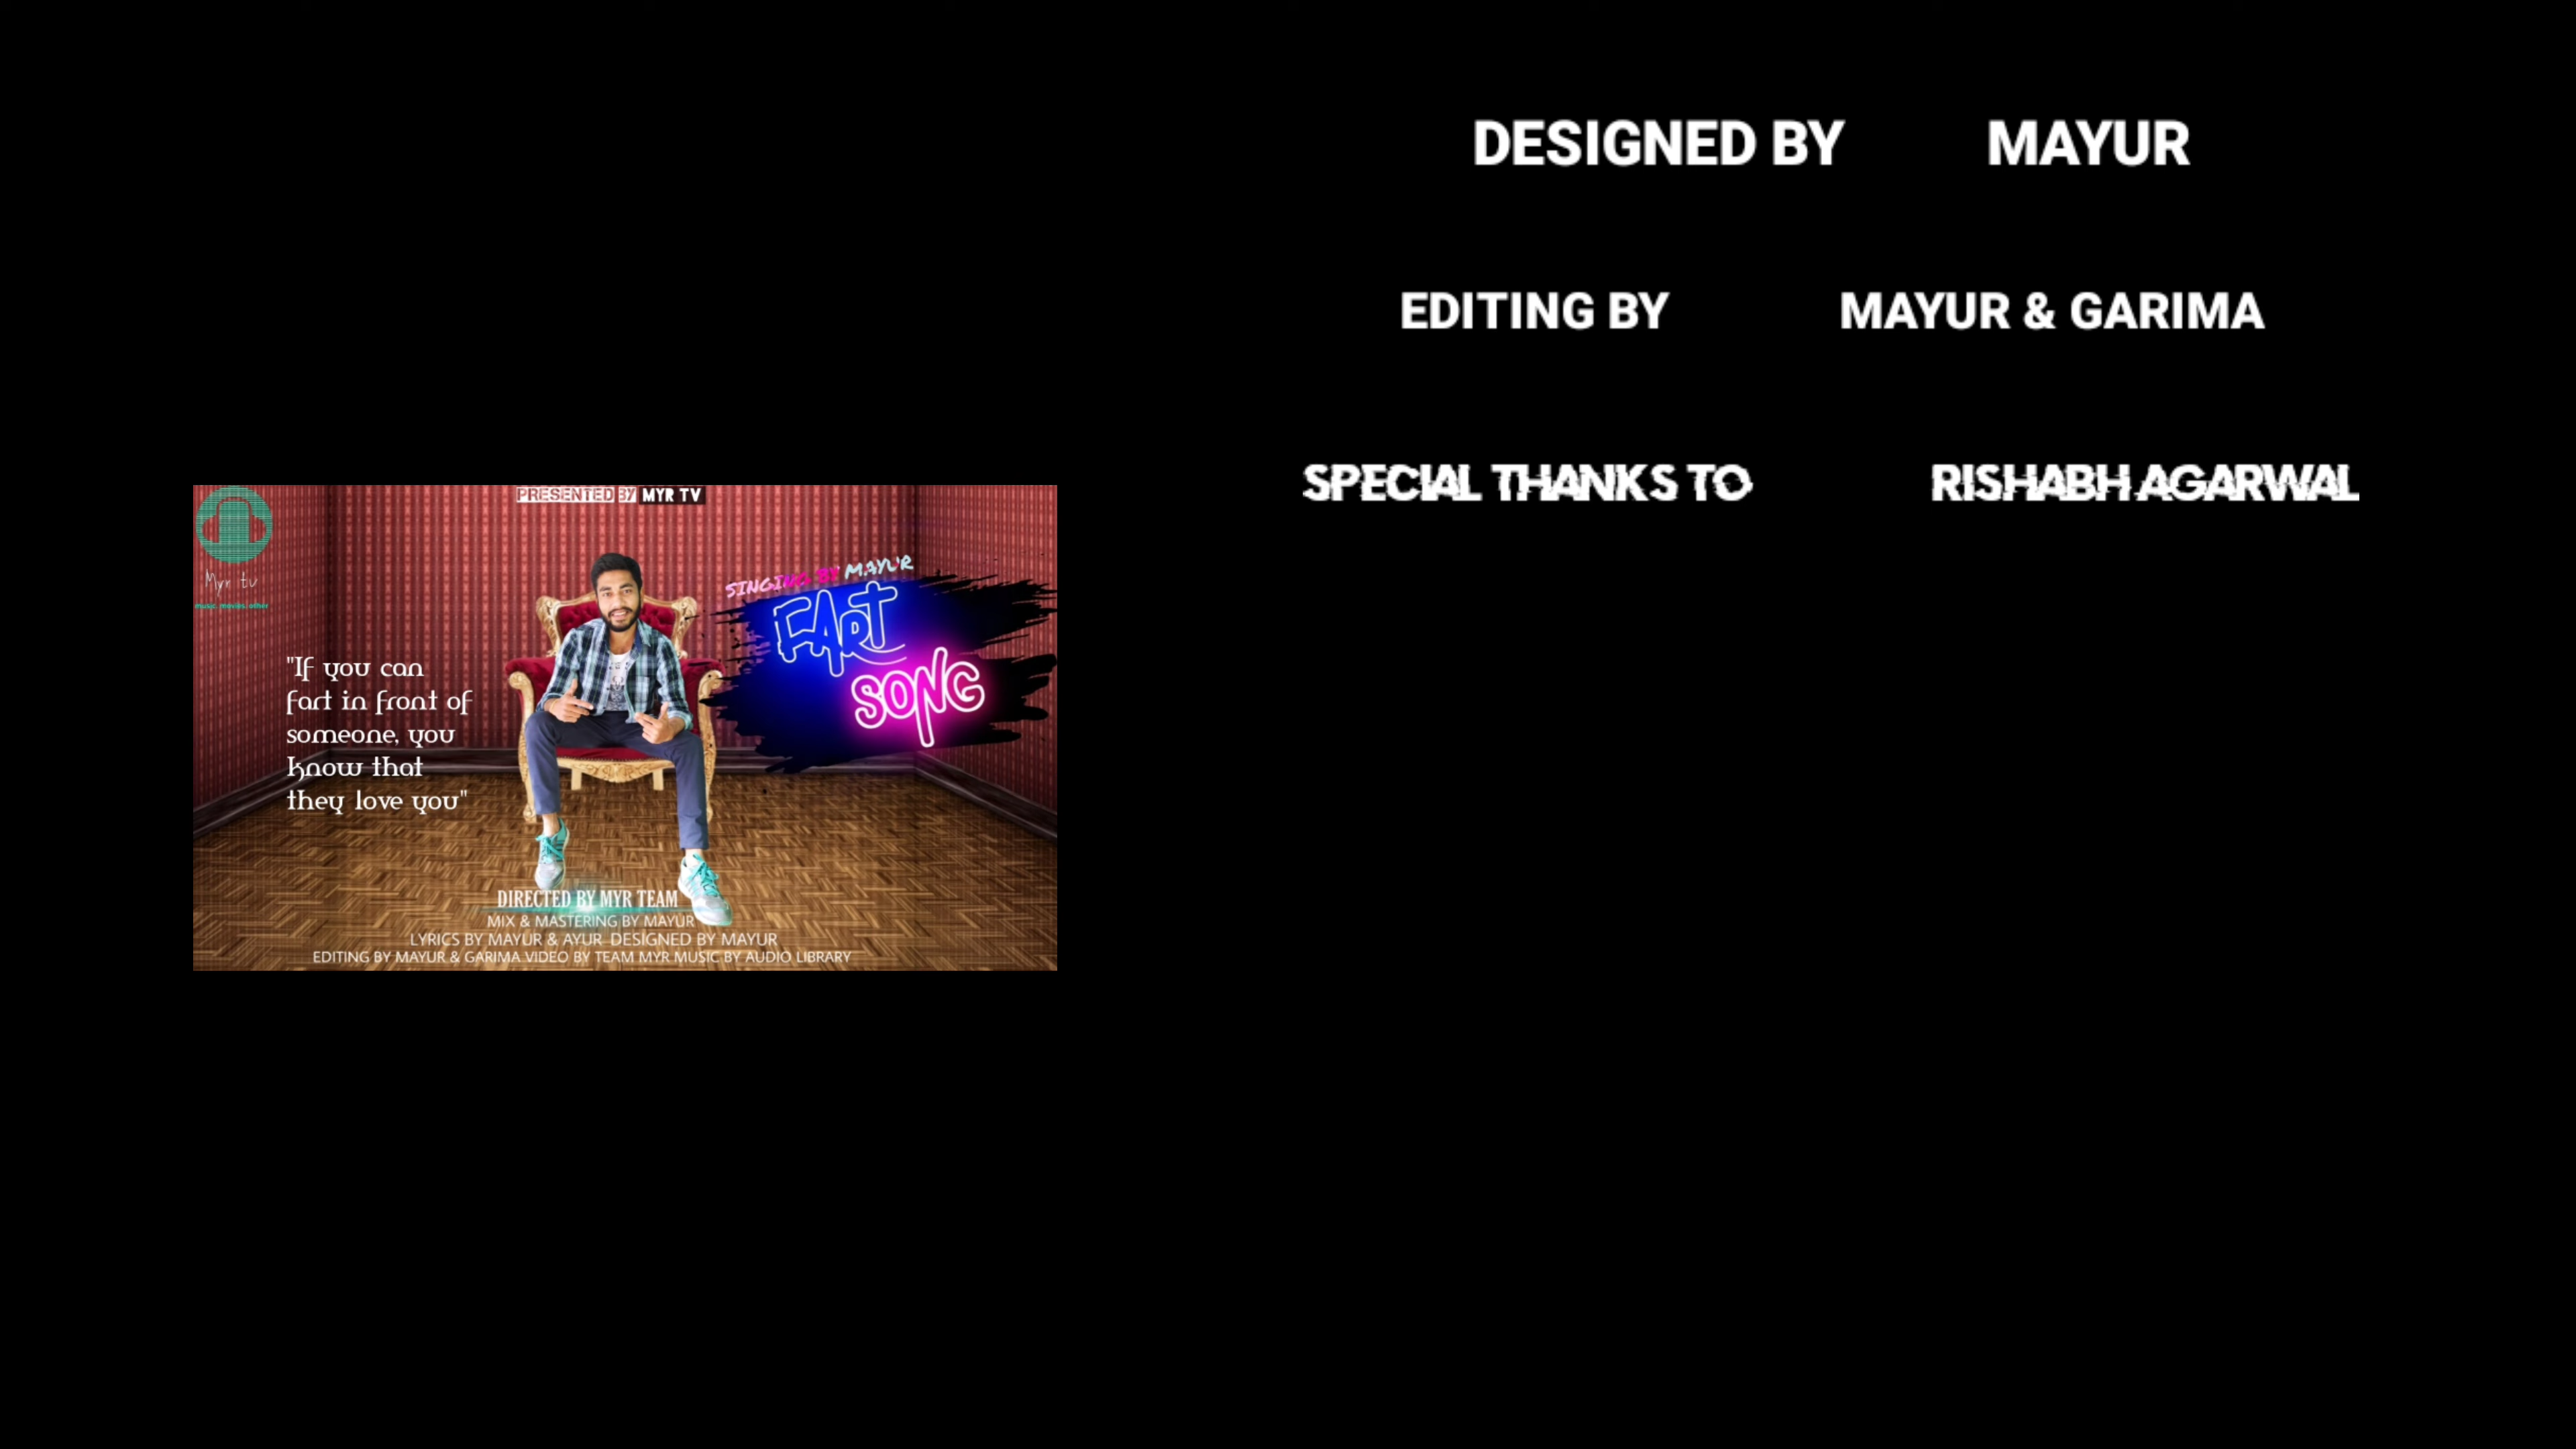 DESIGNED BY MAYUR
EDITING BY MAYUR & GARIMA
SPECIAL THANKS TO RISHABH AGARWAL
PRESENTED BY MYR TV
Myr tv
music, movies, other
SINGING BY MAYUR
FART
SONG
"If you can
fart in front of
someone, you
know that
they love you"
DIRECTED BY MYR TEAM
MIX & MASTERING BY MAYUR
LYRICS BY MAYUR & AYUR DESIGNED BY MAYUR
EDITING BY MAYUR & GARIMA VIDEO BY TEAM MYR MUSIC BY AUDIO LIBRARY